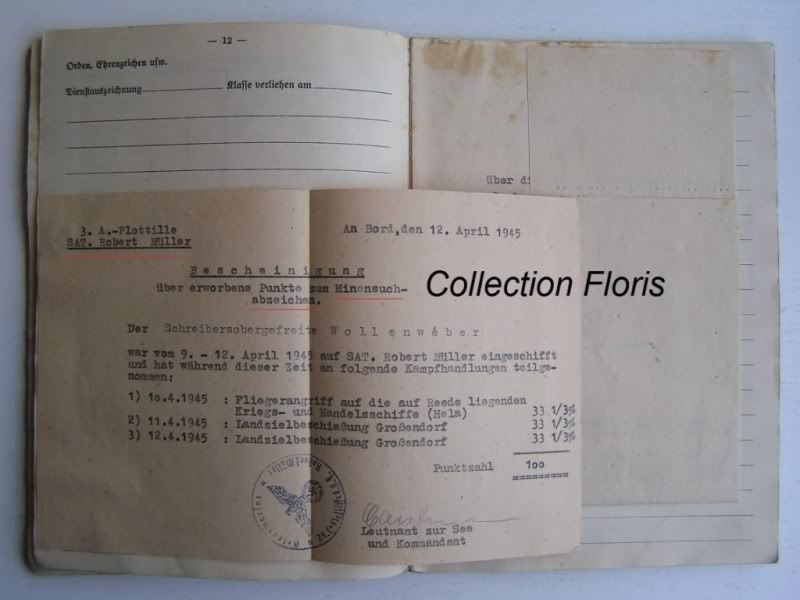 — 12 —
Orden, Ehrenzeichen usw.
Dienstauszeichnung Klasse verliehen am
über di
3. A.-Flottille
SAT. Robert Müller
An Bord, den 12. April 1945
Bescheinigung
über erworbene Punkte zum Minensuch-
abzeichen.
Collection Floris
Der Schreibersobergefreite Wollenwéber
war vom 9. - 12. April 1945 auf SAT. Robert Müller eingeschifft
und hat während dieser Zeit an folgende Kampfhandlungen teilge-
nommen:
1) 10.4.1945 : Fliegerangriff auf die auf Reede liegenden
Kriegs- und Handelsschiffe (Hela) 33 1/3%
2) 11.4.1945 : Landzielbeschießung Großendorf 33 1/3%
3) 12.4.1945 : Landzielbeschießung Großendorf 33 1/3%
Punktzahl 100
Leutnant zur See
und Kommandant